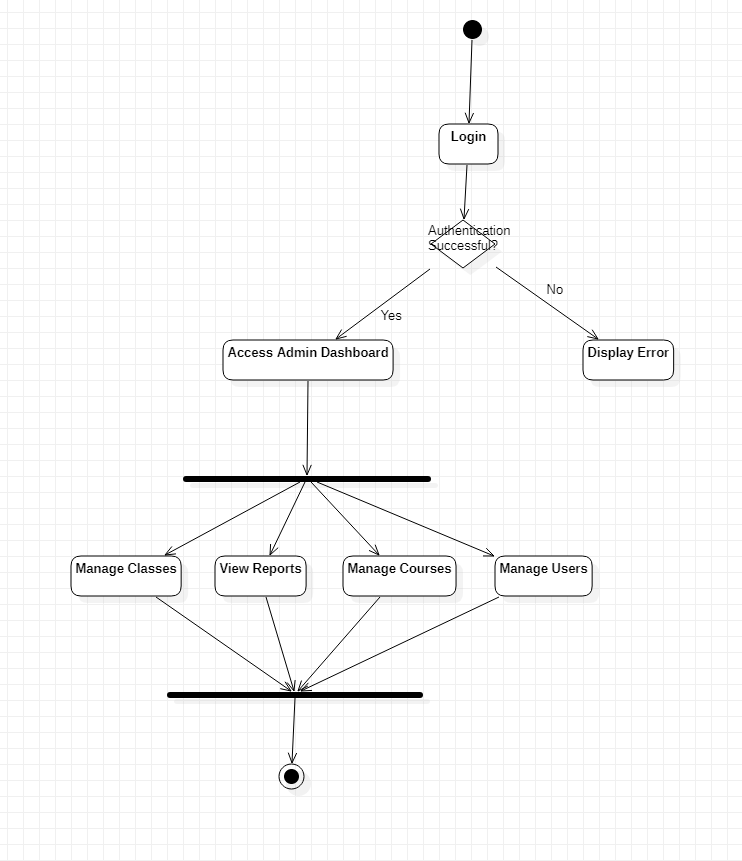 Login
Authentication
Successful?
No
Yes
Access Admin Dashboard
Display Error
Manage Classes
View Reports
Manage Courses
Manage Users